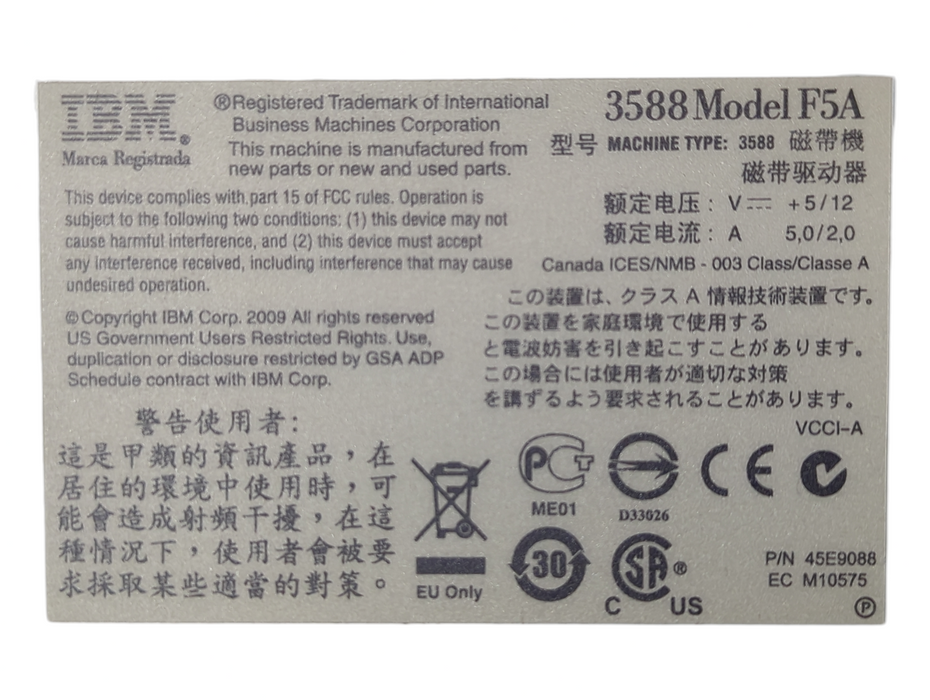 IBM®
Marca Registrada
®Registered Trademark of International
Business Machines Corporation
This machine is manufactured from
new parts or new and used parts.
3588 Model F5A
型号 MACHINE TYPE: 3588 磁帶機
磁带驱动器
额定电压: V⎓ +5/12
额定电流: A 5,0/2,0
Canada ICES/NMB - 003 Class/Classe A
This device complies with part 15 of FCC rules. Operation is
subject to the following two conditions: (1) this device may not
cause harmful interference, and (2) this device must accept
any interference received, including interference that may cause
undesired operation.
©Copyright IBM Corp. 2009 All rights reserved
US Government Users Restricted Rights. Use,
duplication or disclosure restricted by GSA ADP
Schedule contract with IBM Corp.
この装置は、クラス A 情報技術装置です。
この装置を家庭環境で使用する
と電波妨害を引き起こすことがあります。
この場合には使用者が適切な対策
を講ずるよう要求されることがあります。
VCCI-A
警告使用者:
這是甲類的資訊產品，在
居住的環境中使用時，可
能會造成射頻干擾，在這
種情況下，使用者會被要
求採取某些適當的對策。
EU Only
PCT
ME01
D33026
CE
30
SA®
C US
P/N 45E9088
EC M10575
Ⓟ